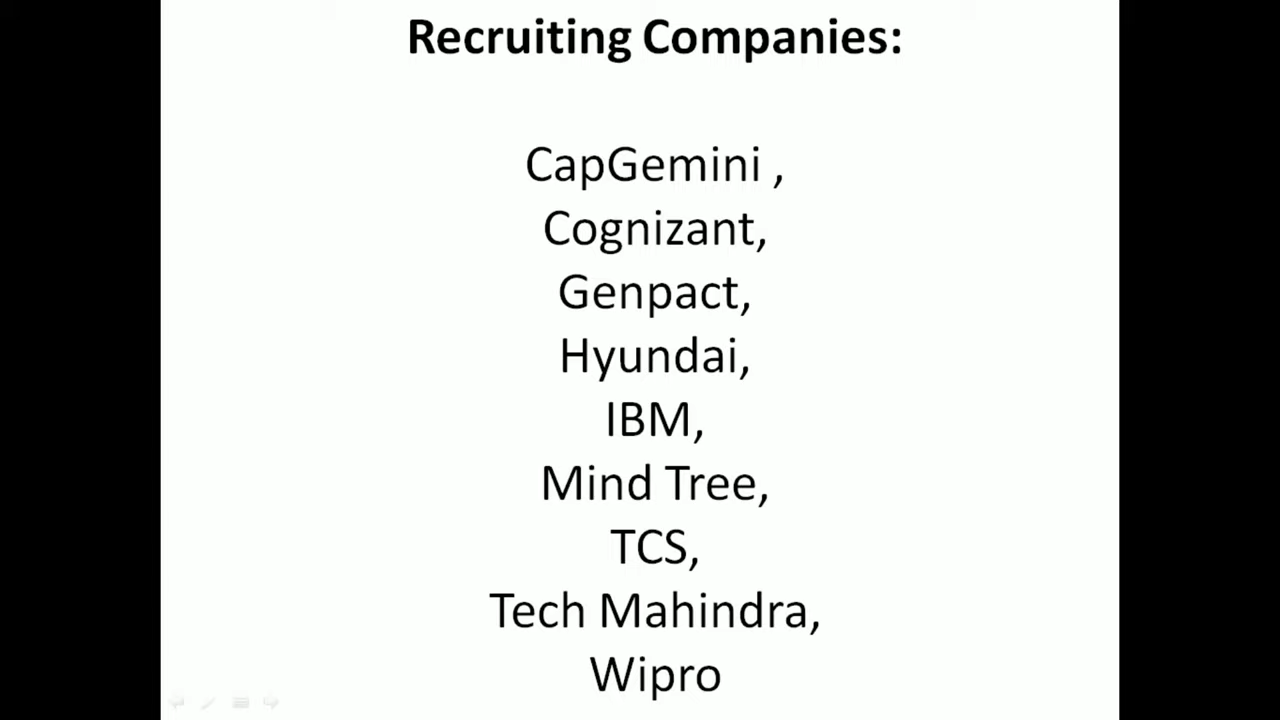 Recruiting Companies:
CapGemini ,
Cognizant,
Genpact,
Hyundai,
IBM,
Mind Tree,
TCS,
Tech Mahindra,
Wipro